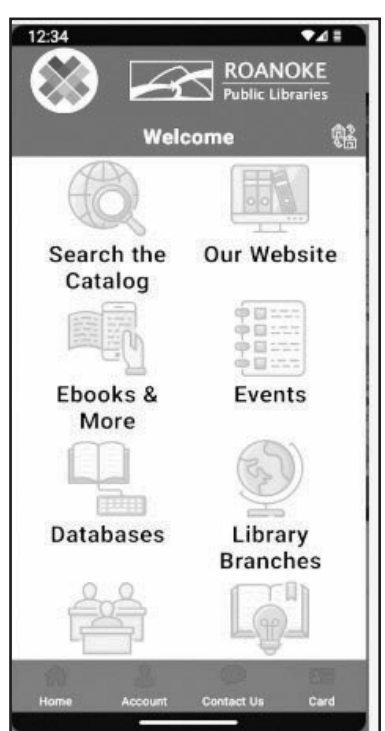 12:34
ROANOKE
Public Libraries
Welcome
Search the
Catalog
Our Website
Ebooks &
More
Events
Databases
Library
Branches
Home
Account
Contact Us
Card